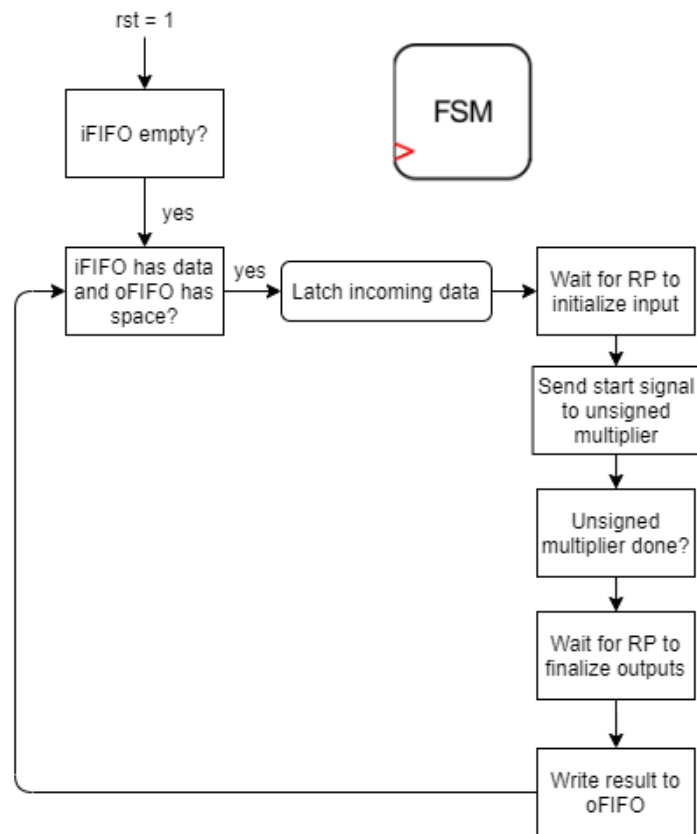 rst = 1
FSM
iFIFO empty?
yes
iFIFO has data
and oFIFO has
space?
yes
Latch incoming data
Wait for RP to
initialize input
Send start signal
to unsigned
multiplier
Unsigned
multiplier done?
Wait for RP to
finalize outputs
Write result to
oFIFO